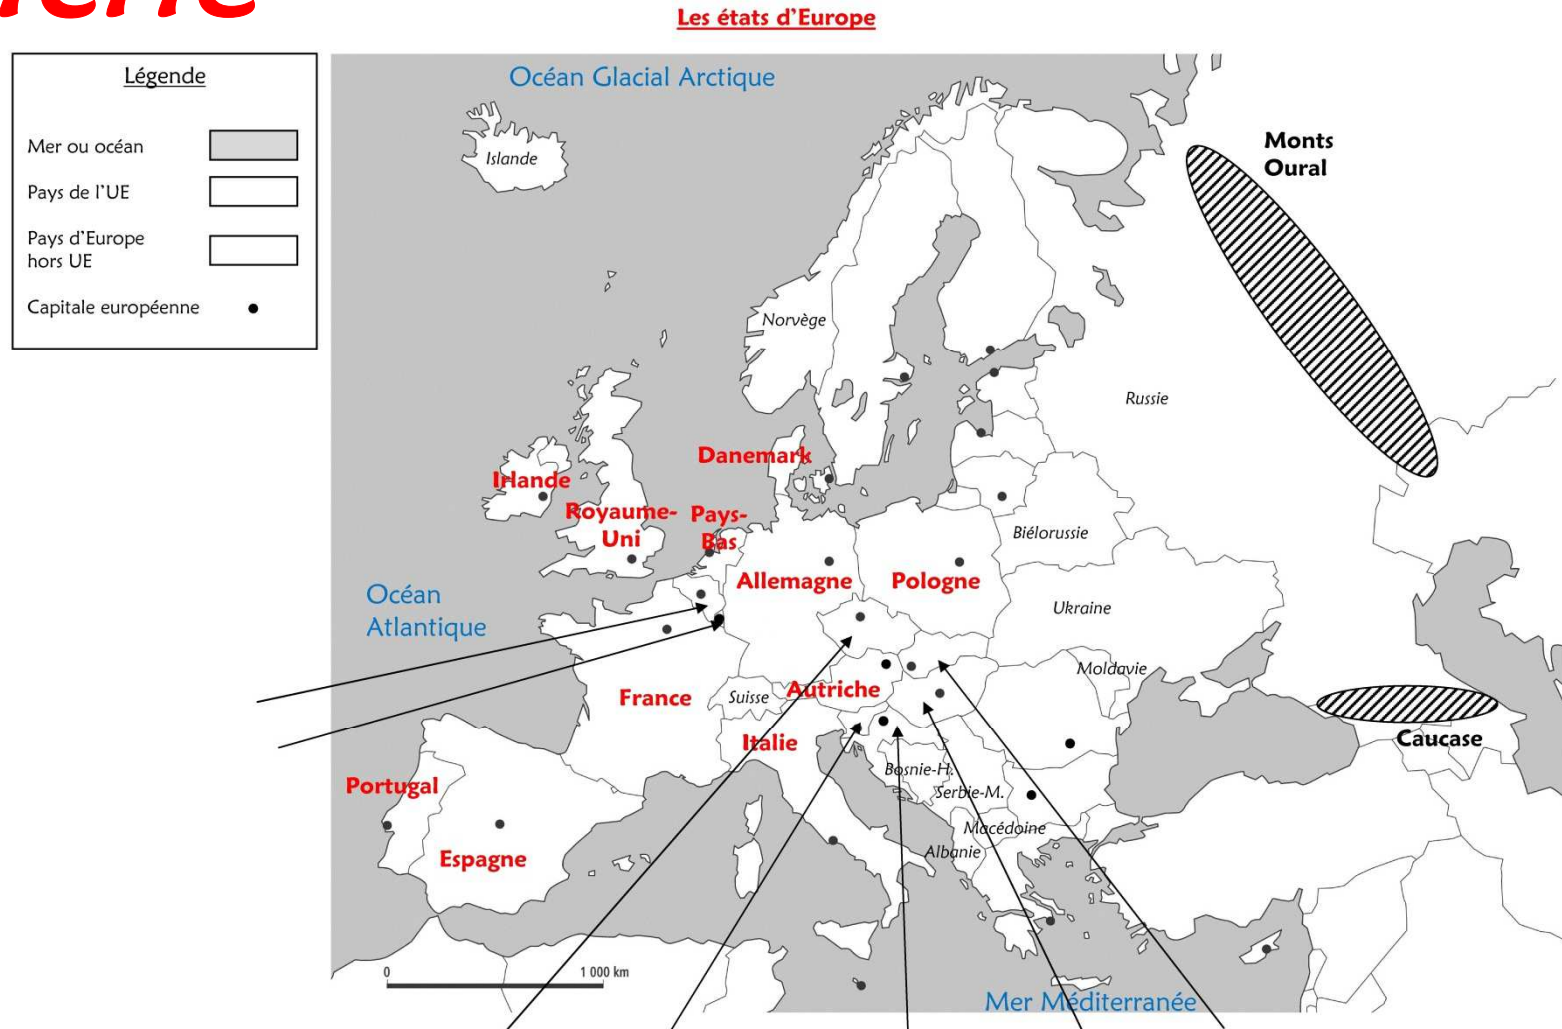 Les états d'Europe
Légende
Mer ou océan
Pays de l'UE
Pays d'Europe
hors UE
Capitale européenne
Océan Glacial Arctique
Islande
Monts
Oural
Norvège
Russie
Danemark
Irlande
Royaume-
Uni
Pays-
Bas
Biélorussie
Allemagne
Pologne
Océan
Atlantique
Ukraine
Moldavie
France
Suisse
Autriche
Italie
Caucase
Bosnie-H.
Serbie-M.
Portugal
Macédoine
Albanie
Espagne
0
1 000 km
Mer Méditerranée